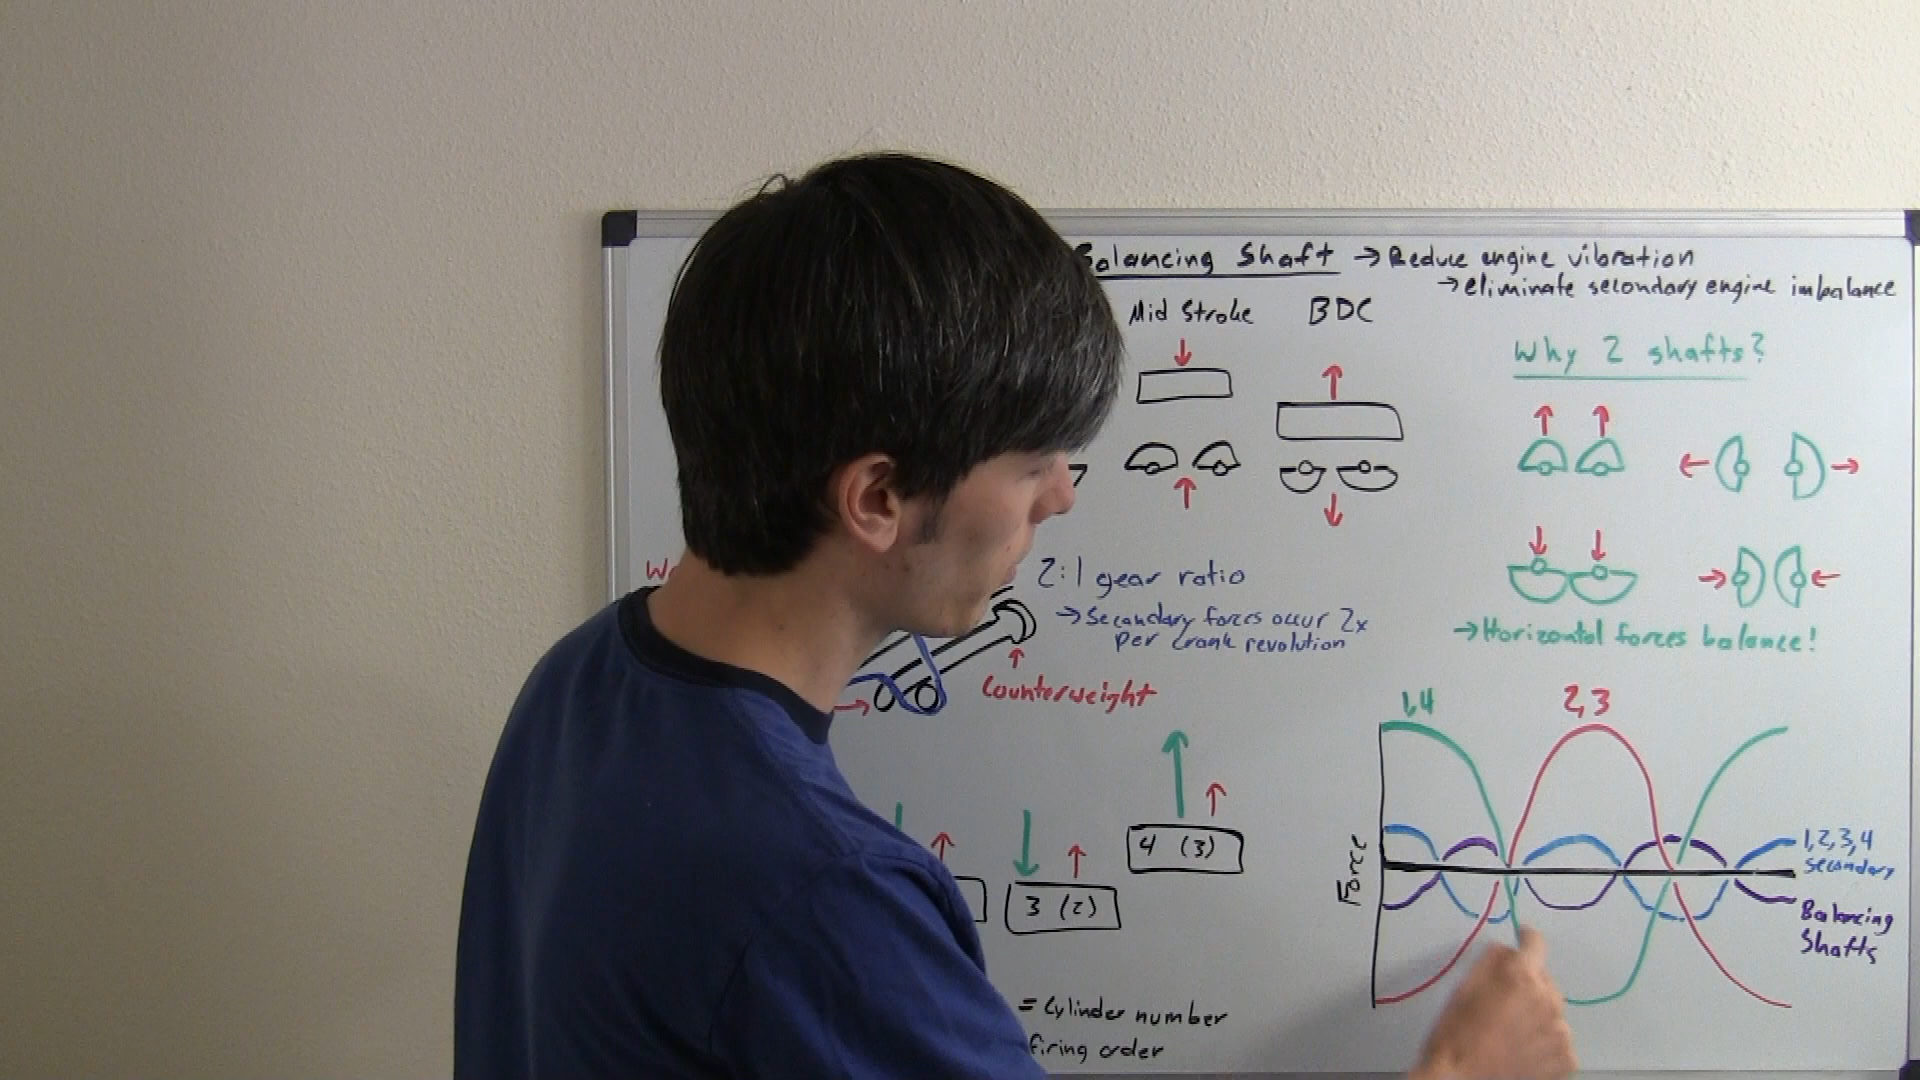 Balancing Shaft → Reduce engine vibration
→ eliminate secondary engine imbalance
Mid Stroke BDC
Why 2 shafts?
2:1 gear ratio
→ Secondary forces occur 2x
per crank revolution
→ Horizontal forces balance!
Counterweight
1,4 2,3
4 (3)
3 (2)
Force
1,2,3,4
secondary
Balancing
Shafts
= Cylinder number
firing order